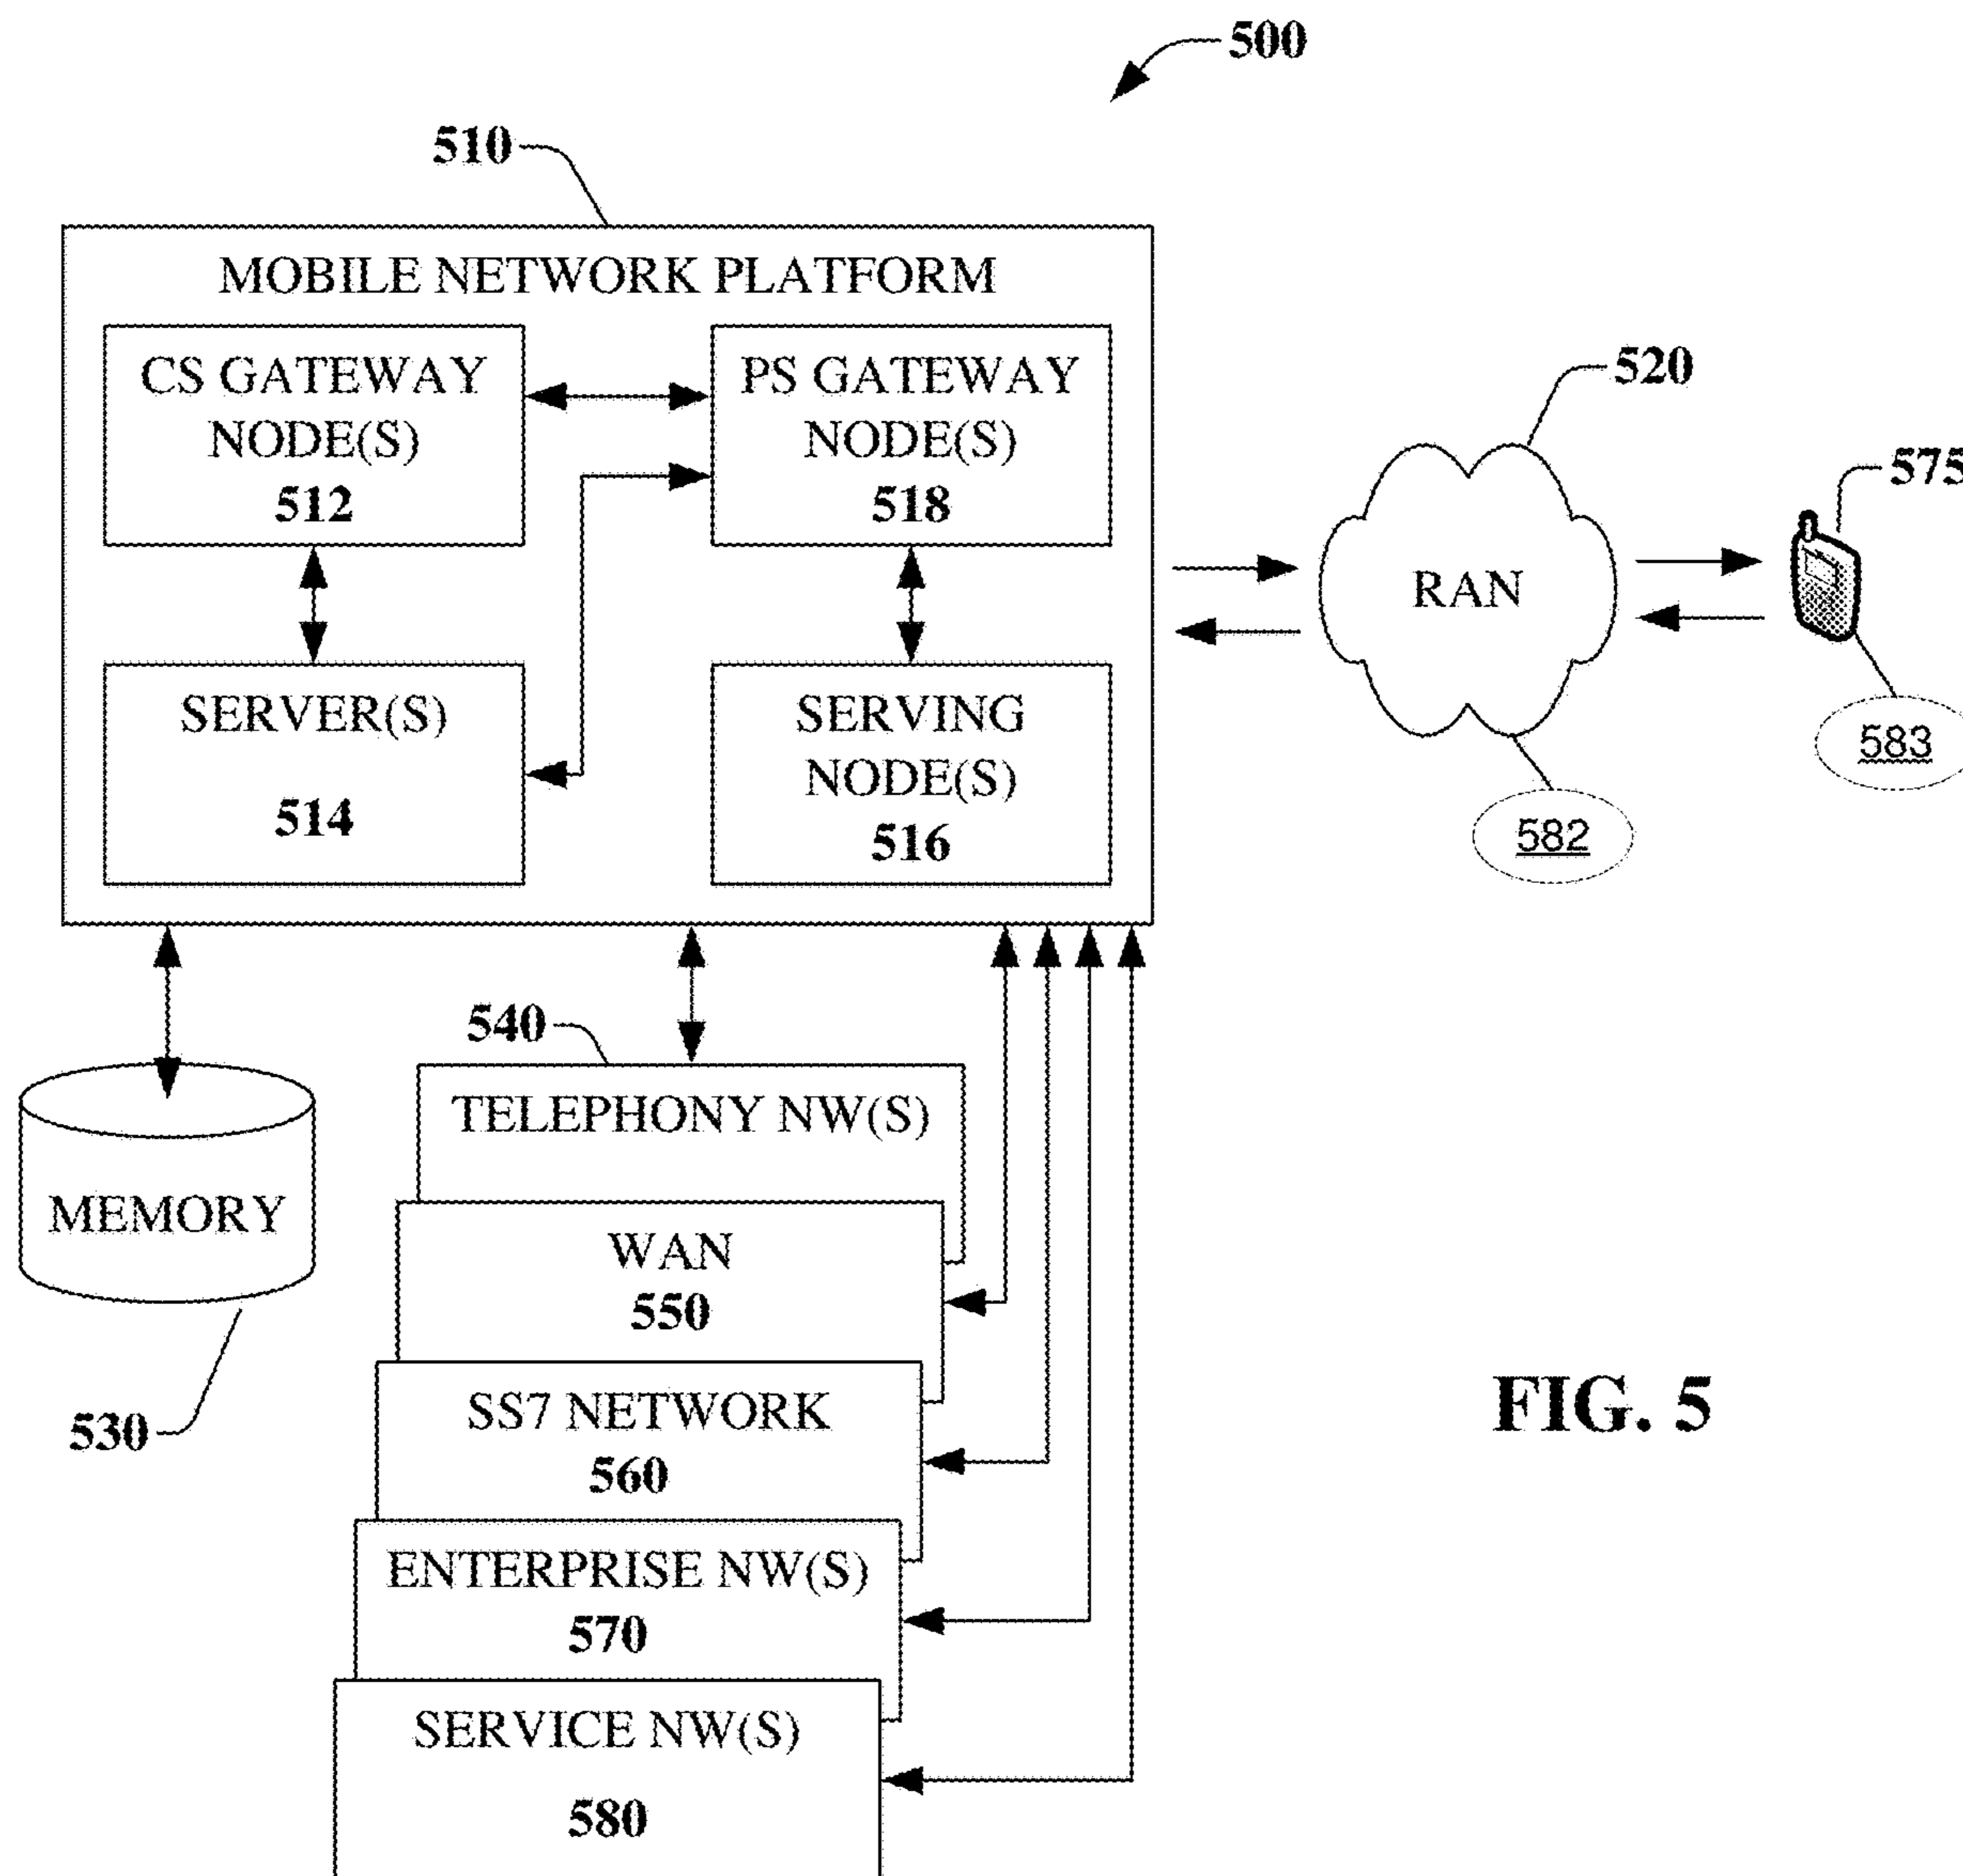 500
510
MOBILE NETWORK PLATFORM
CS GATEWAY
NODE(S)
512
PS GATEWAY
NODE(S)
518
SERVER(S)
514
SERVING
NODE(S)
516
520
RAN
575
583
582
540
TELEPHONY NW(S)
MEMORY
530
WAN
550
SS7 NETWORK
560
ENTERPRISE NW(S)
570
SERVICE NW(S)
580
FIG. 5